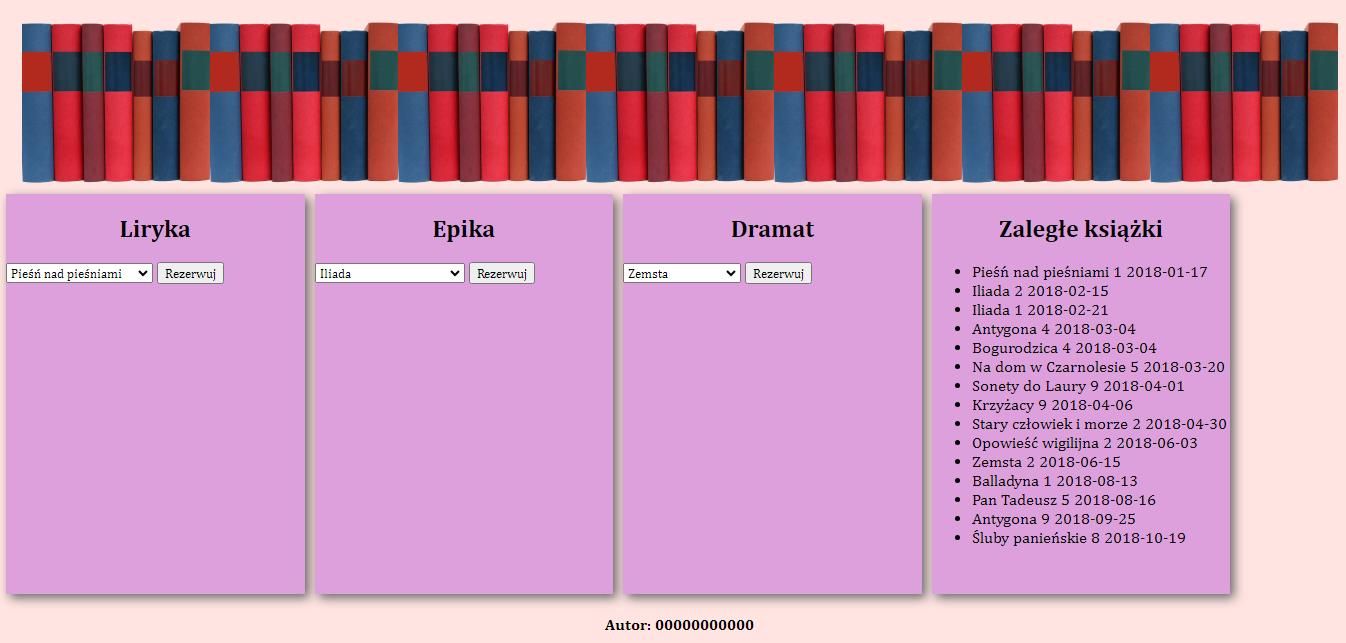 Liryka
Pieśń nad pieśniami Rezerwuj
Epika
Iliada Rezerwuj
Dramat
Zemsta Rezerwuj
Zaległe książki
Pieśń nad pieśniami 1 2018-01-17
Iliada 2 2018-02-15
Iliada 1 2018-02-21
Antygona 4 2018-03-04
Bogurodzica 4 2018-03-04
Na dom w Czarnolesie 5 2018-03-20
Sonety do Laury 9 2018-04-01
Krzyżacy 9 2018-04-06
Stary człowiek i morze 2 2018-04-30
Opowieść wigilijna 2 2018-06-03
Zemsta 2 2018-06-15
Balladyna 1 2018-08-13
Pan Tadeusz 5 2018-08-16
Antygona 9 2018-09-25
Śluby panieńskie 8 2018-10-19
Autor: 00000000000